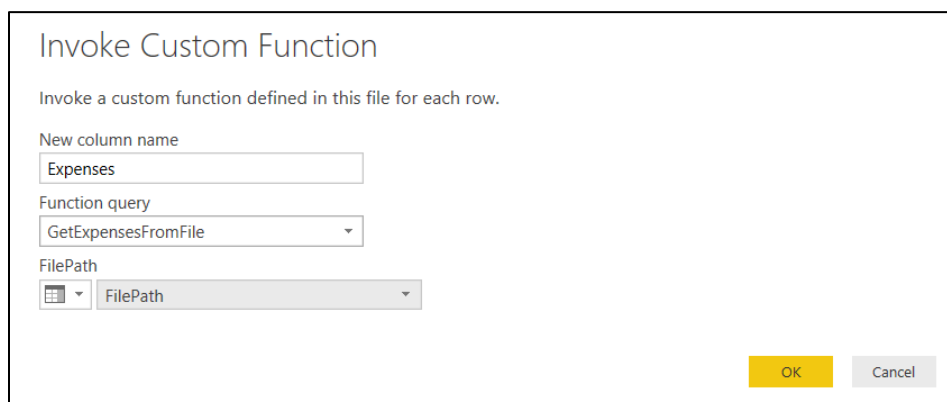 Invoke Custom Function
Invoke a custom function defined in this file for each row.
New column name
Expenses
Function query
GetExpensesFromFile
FilePath
FilePath
OK Cancel